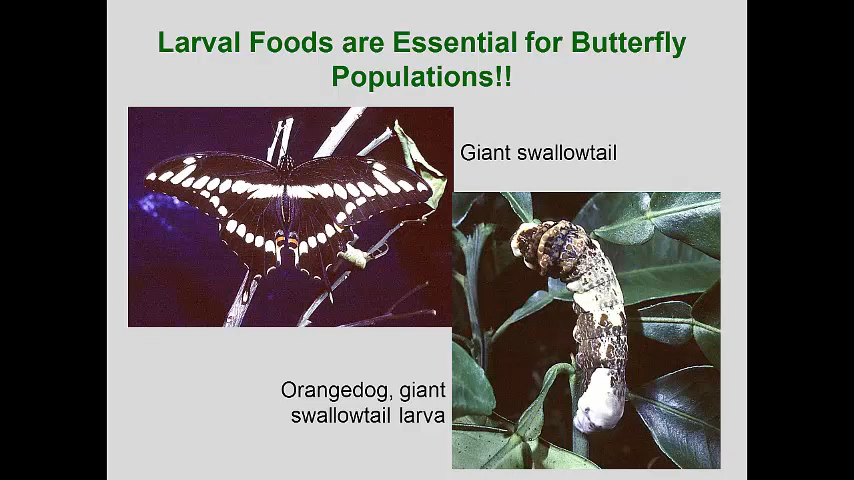 Larval Foods are Essential for Butterfly
Populations!!
Giant swallowtail
Orangedog, giant
swallowtail larva